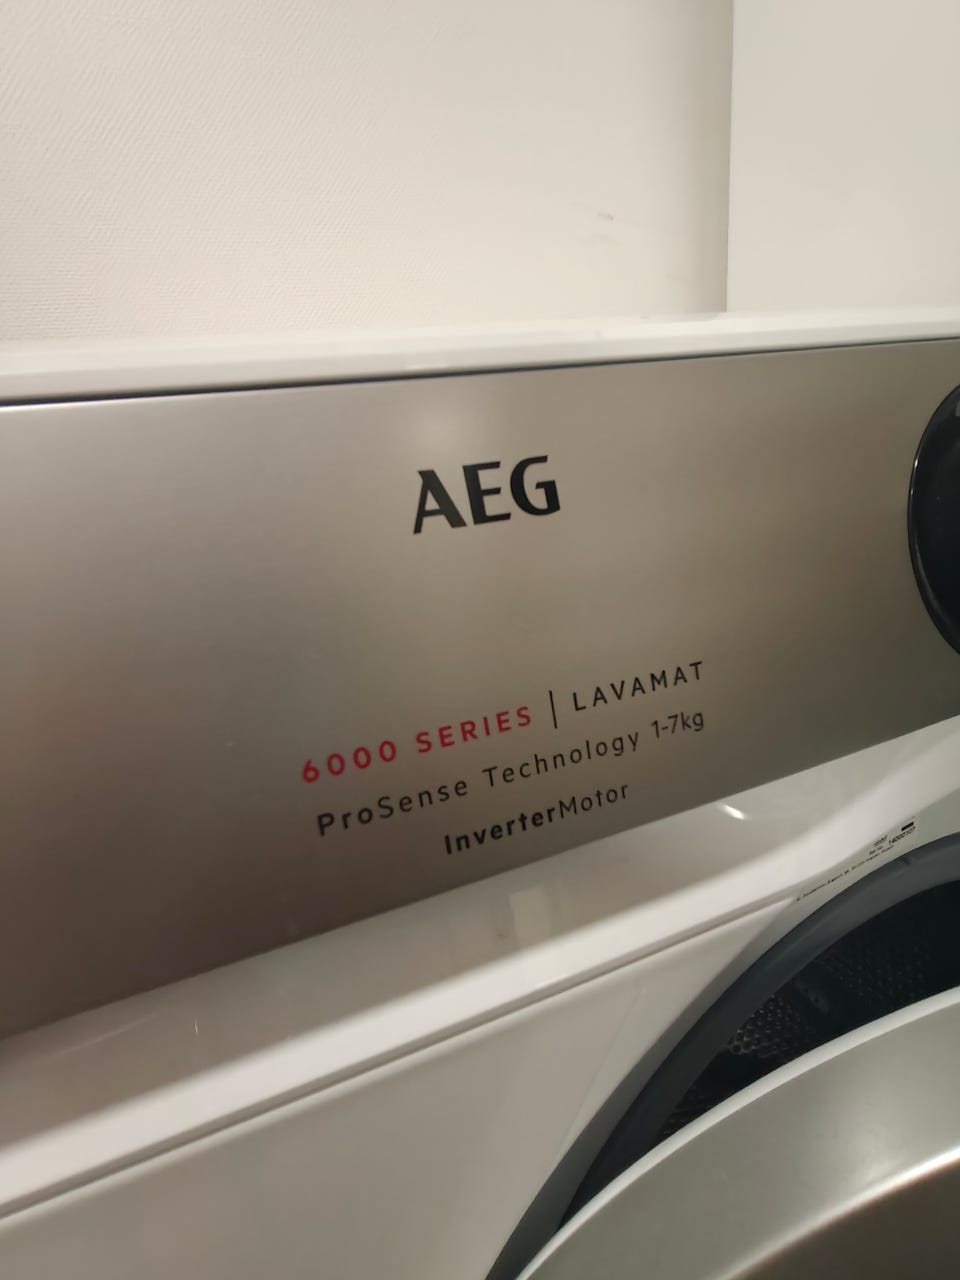 AEG
6000 SERIES | LAVAMAT
ProSense Technology 1-7kg
InverterMotor